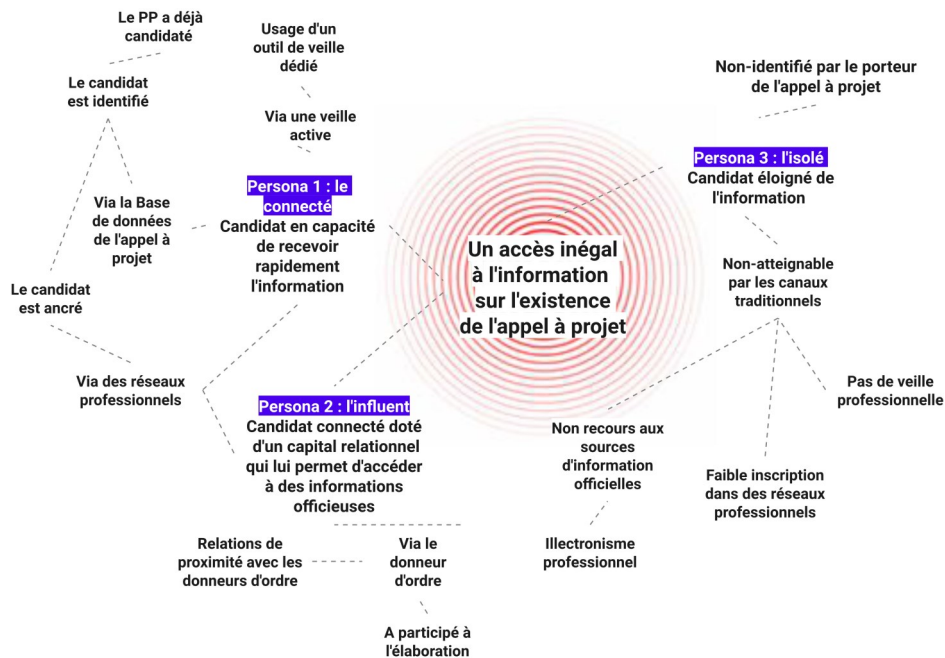 Le PP a déjà
candidaté
Usage d'un
outil de veille
dédié
Le candidat
est identifié
Non-identifié par le porteur
de l'appel à projet
Via une veille
active
Persona 1 : le
connecté
Candidat en capacité
de recevoir
rapidement
l'information
Via la Base
de données
de l'appel à
projet
Persona 3 : l'isolé
Candidat éloigné de
l'information
Un accès inégal
à l'information
sur l'existence
de l'appel à projet
Non-atteignable
par les canaux
traditionnels
Le candidat
est ancré
Via des réseaux
professionnels
Persona 2 : l'influent
Candidat connecté doté
d'un capital relationnel
qui lui permet d'accéder
à des informations
officieuses
Pas de veille
professionnelle
Non recours aux
sources
d'information
officielles
Faible inscription
dans des réseaux
professionnels
Relations de
proximité avec les
donneurs d'ordre
Via le
donneur
d'ordre
Illectronisme
professionnel
A participé à
l'élaboration